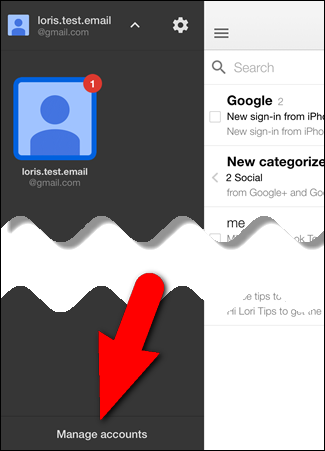 loris.test.email
@gmail.com
1
loris.test.email
@gmail.com
Manage accounts
Search
Google 2
New sign-in from iPho
New sign-in from iPh
New categorize
2 Social
from Google+ and Goo
me
tips to
Hi Lori Tips to get the